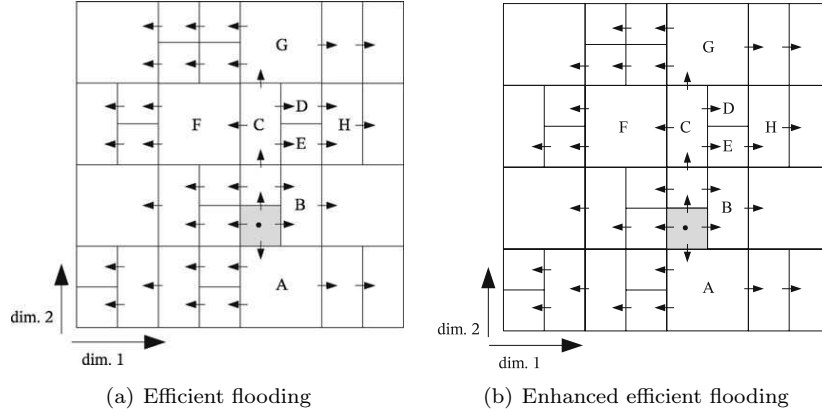 G
F C D H
E
B
A
dim. 2
dim. 1
(a) Efficient flooding
G
F C D H
E
B
A
dim. 2
dim. 1
(b) Enhanced efficient flooding